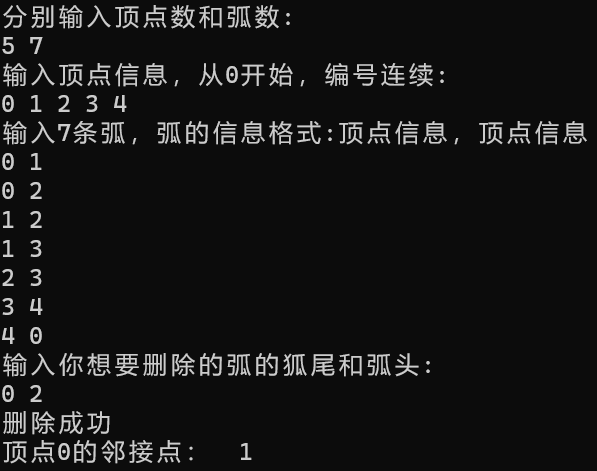 分别输入顶点数和弧数:
5 7
输入顶点信息，从0开始，编号连续:
0 1 2 3 4
输入7条弧，弧的信息格式:顶点信息，顶点信息
0 1
0 2
1 2
1 3
2 3
3 4
4 0
输入你想要删除的弧的狐尾和弧头:
0 2
删除成功
顶点0的邻接点:  1